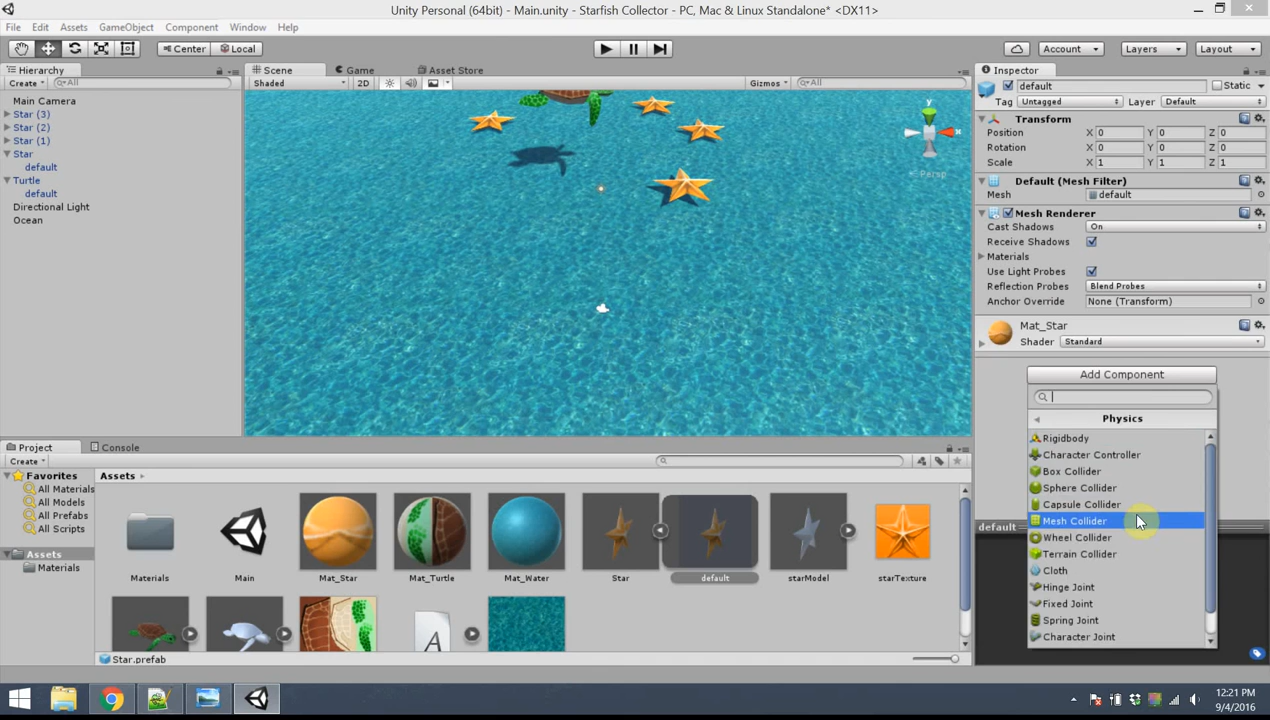 Unity Personal (64bit) - Main.unity - Starfish Collector - PC, Mac & Linux Standalone* <DX11>
File Edit Assets GameObject Component Window Help
Center Local Account Layers Layout
Hierarchy
Create All
Main Camera
Star (3)
Star (2)
Star (1)
Star
default
Turtle
default
Directional Light
Ocean
Scene Game Asset Store
Shaded 2D Gizmos All
y
x
Persp
Inspector
default Static
Tag Untagged Layer Default
Transform
Position X 0 Y 0 Z 0
Rotation X 0 Y 0 Z 0
Scale X 1 Y 1 Z 1
Default (Mesh Filter)
Mesh default
Mesh Renderer
Cast Shadows On
Receive Shadows
Materials
Use Light Probes
Reflection Probes Blend Probes
Anchor Override None (Transform)
Mat_Star
Shader Standard
Add Component
Physics
Rigidbody
Character Controller
Box Collider
Sphere Collider
Capsule Collider
Mesh Collider
Wheel Collider
Terrain Collider
Cloth
Hinge Joint
Fixed Joint
Spring Joint
Character Joint
default
Project Console
Create
Favorites
All Materials
All Models
All Prefabs
All Scripts
Assets
Materials
Assets
Materials Main Mat_Star Mat_Turtle Mat_Water Star default starModel starTexture
A
Star.prefab
12:21 PM
9/4/2016